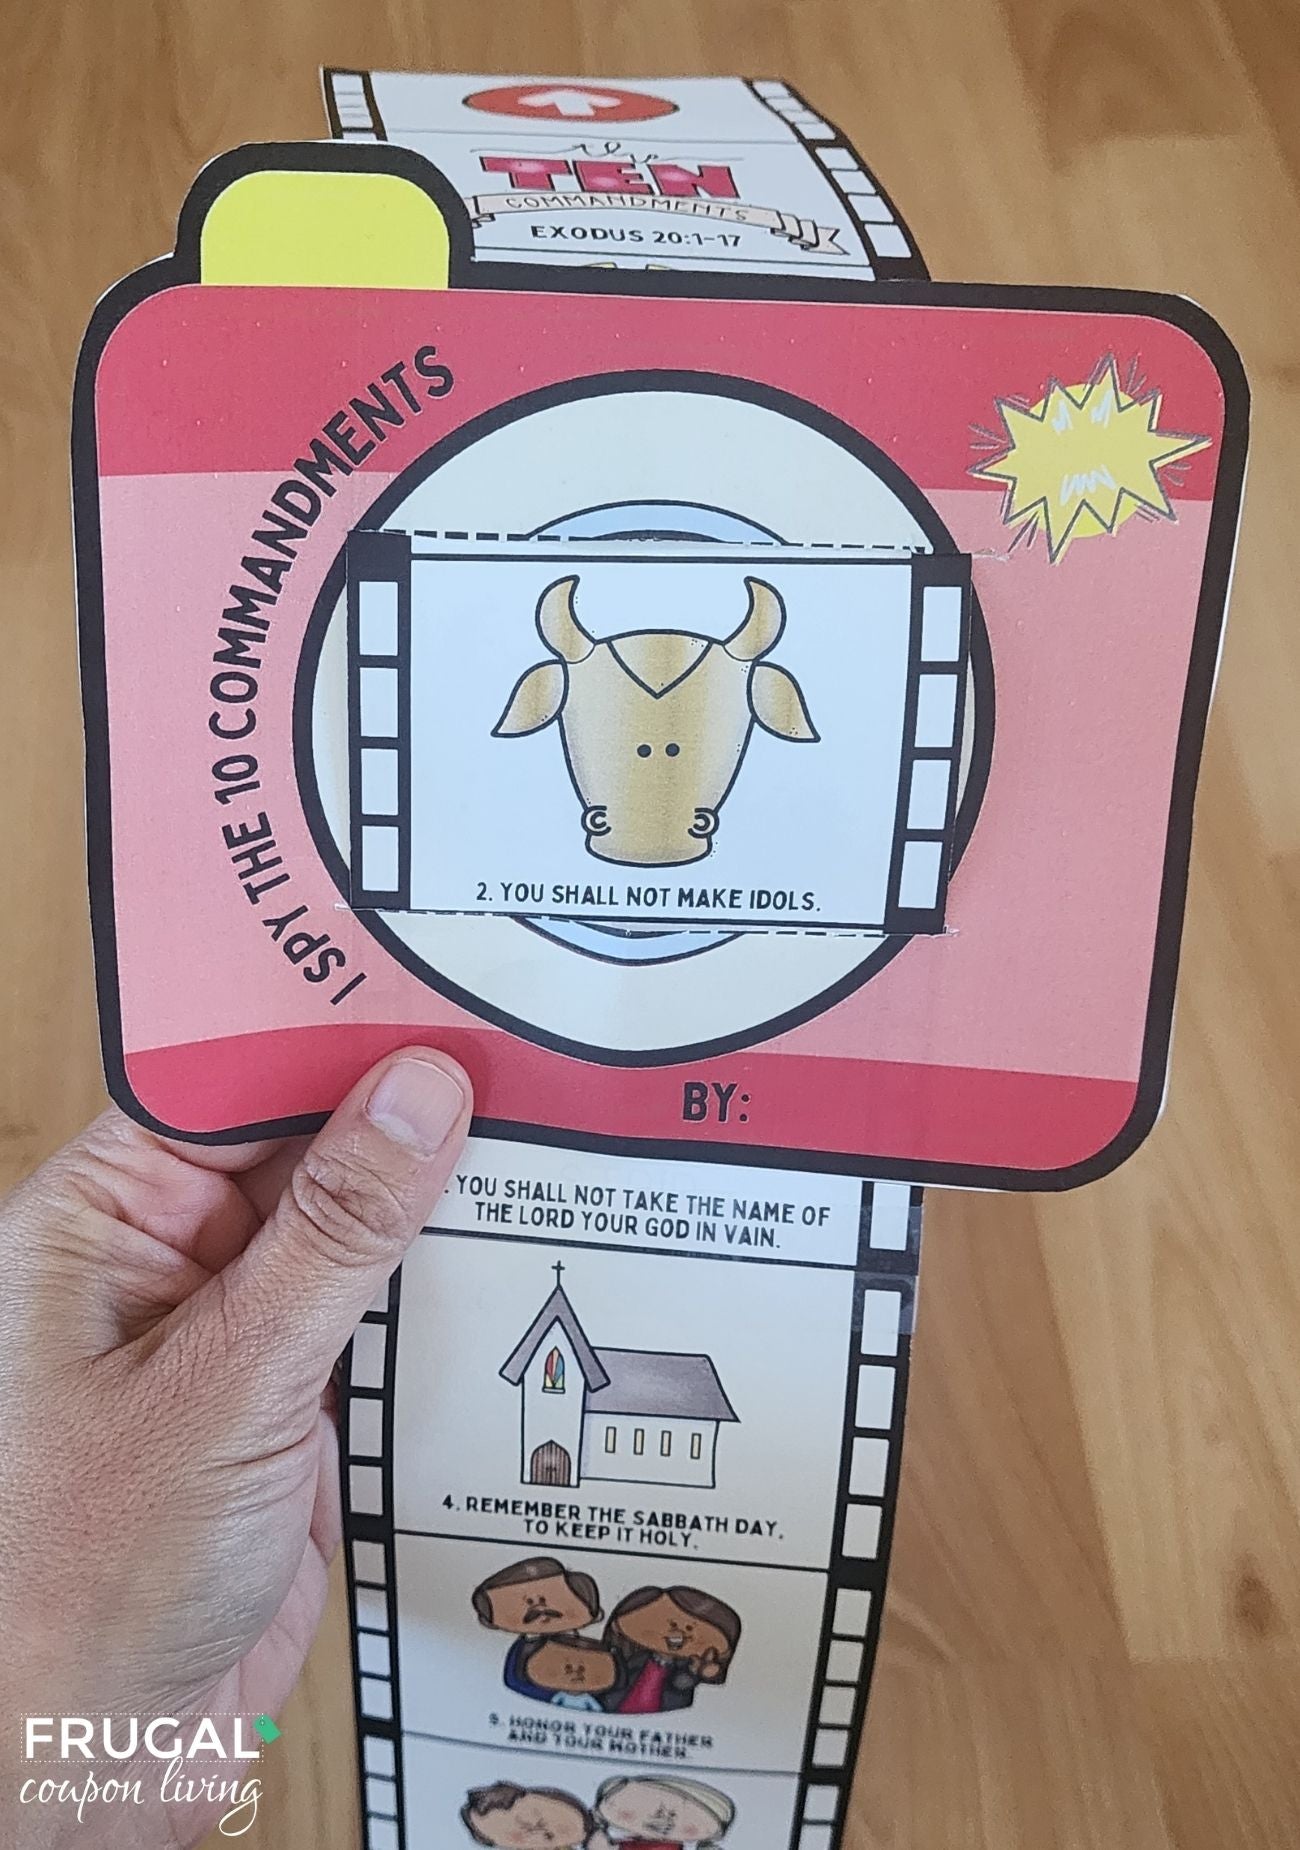 the
TEN
COMMANDMENTS
EXODUS 20:1-17
I SPY THE 10 COMMANDMENTS
2. YOU SHALL NOT MAKE IDOLS.
BY:
. YOU SHALL NOT TAKE THE NAME OF
THE LORD YOUR GOD IN VAIN.
4. REMEMBER THE SABBATH DAY,
TO KEEP IT HOLY.
5. HONOR YOUR FATHER
AND YOUR MOTHER.
FRUGAL
coupon living